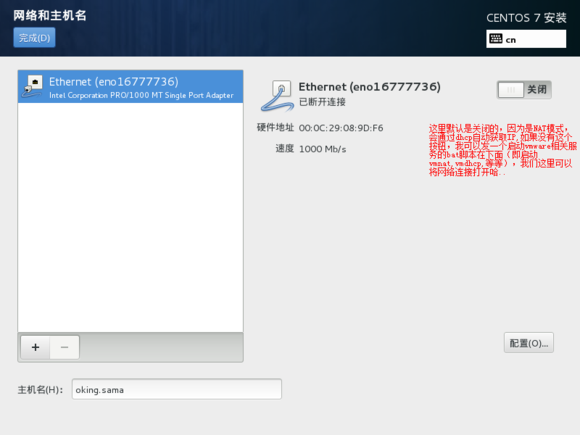 网络和主机名
CENTOS 7 安装
完成(D)
cn
Ethernet (eno16777736)
Intel Corporation PRO/1000 MT Single Port Adapter
Ethernet (eno16777736)
已断开连接
关闭
硬件地址 00:0C:29:08:9D:F6
速度 1000 Mb/s
这里默认是关闭的，因为是NAT模式，
会通过dhcp自动获取IP,如果没有这个
按钮，我可以发一个启动vmware相关服
务的bat脚本在下面（即启动
vmnat,vmdhcp,等等），我们这里可以
将网络连接打开哈..
+ −
配置(O)...
主机名(H)： oking.sama